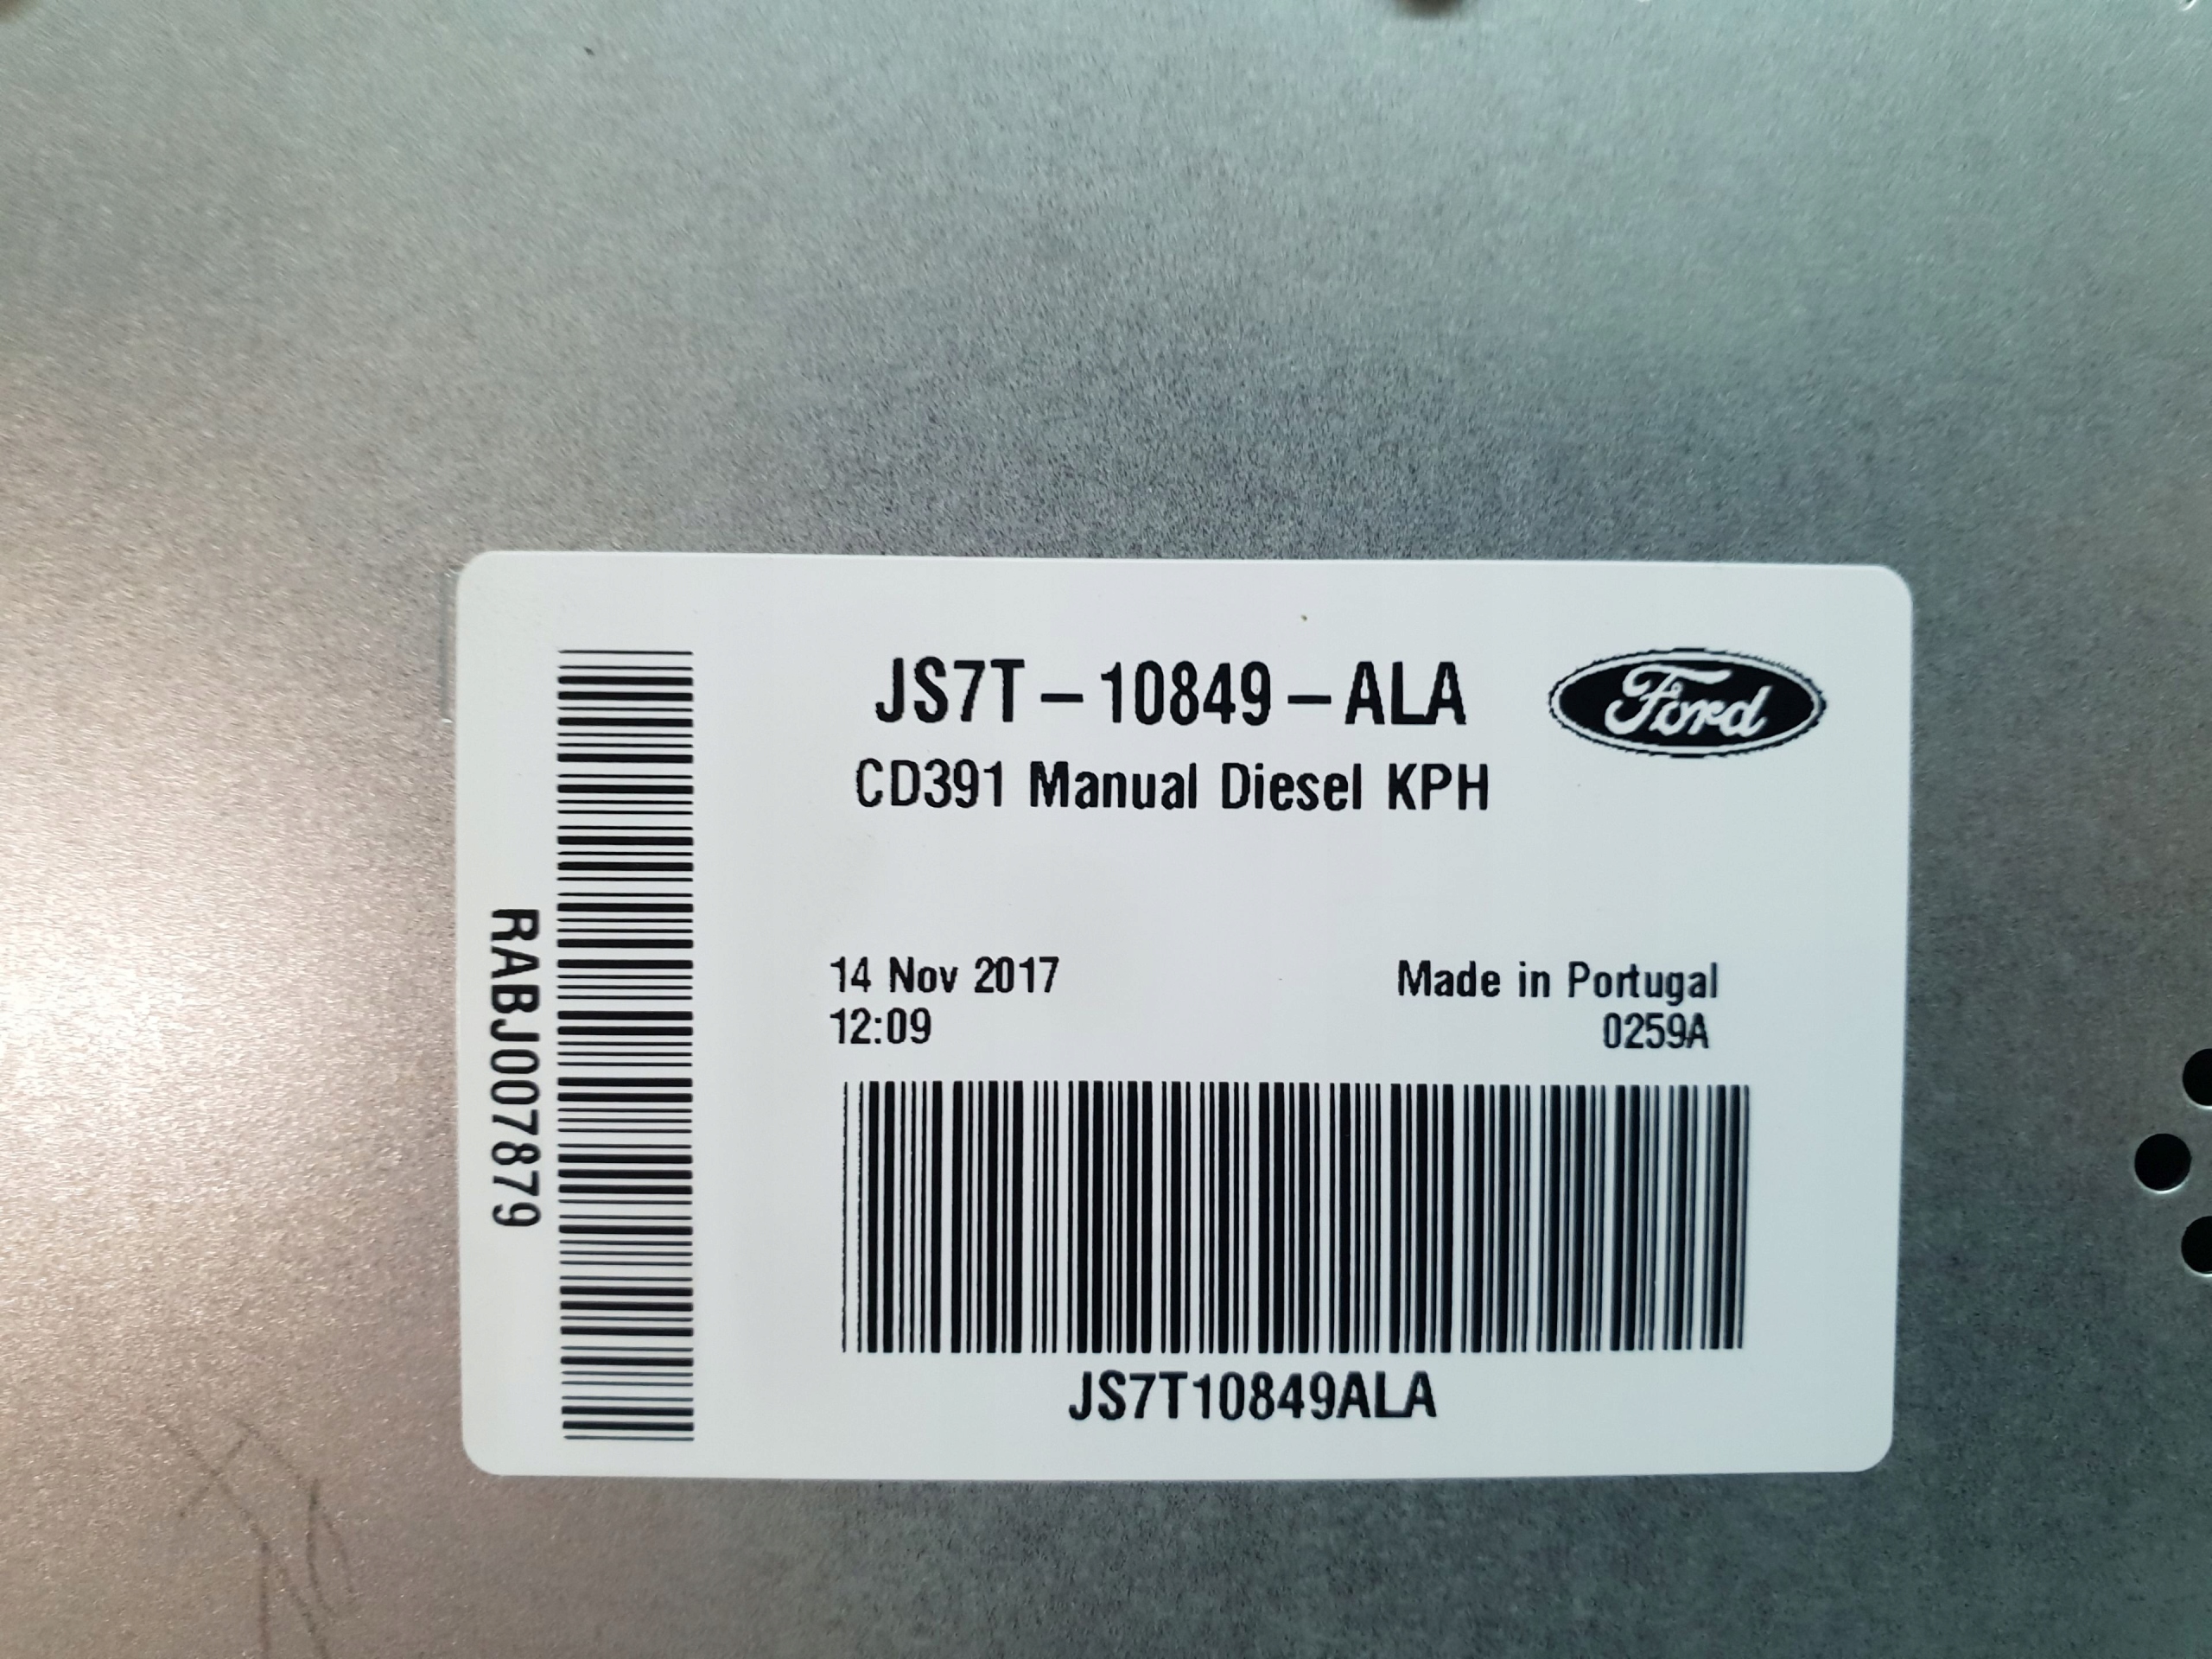 JS7T-10849-ALA
Ford
CD391 Manual Diesel KPH
14 Nov 2017
Made in Portugal
12:09
0259A
JS7T10849ALA
RABJ007879